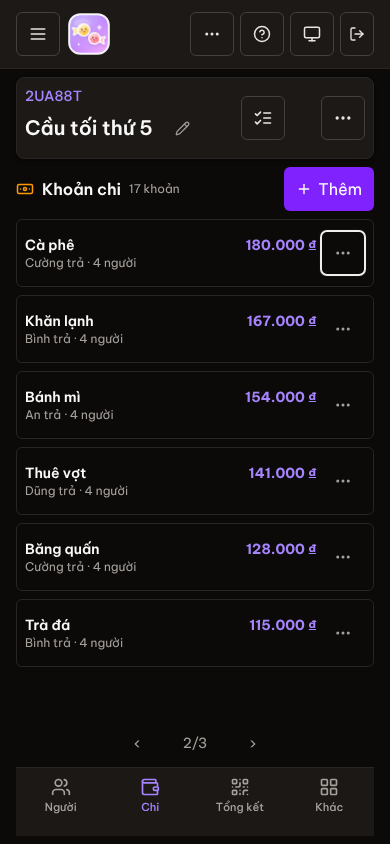 2UA88T
Cầu tối thứ 5
Khoản chi 17 khoản
+ Thêm
Cà phê 180.000 ₫
Cường trả · 4 người
Khăn lạnh 167.000 ₫
Bình trả · 4 người
Bánh mì 154.000 ₫
An trả · 4 người
Thuê vợt 141.000 ₫
Dũng trả · 4 người
Băng quấn 128.000 ₫
Cường trả · 4 người
Trà đá 115.000 ₫
Bình trả · 4 người
‹ 2/3 ›
Người Chi Tổng kết Khác